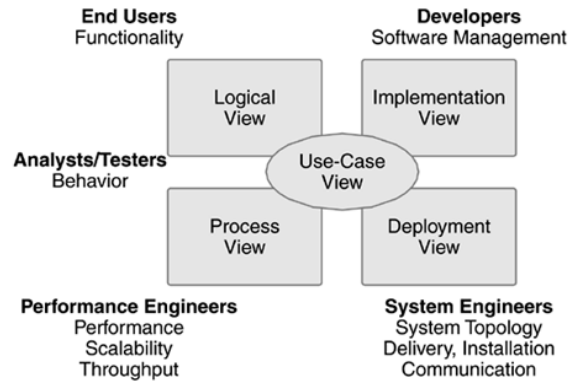 End Users
Functionality
Developers
Software Management
Logical
View
Implementation
View
Analysts/Testers
Behavior
Use-Case
View
Process
View
Deployment
View
Performance Engineers
Performance
Scalability
Throughput
System Engineers
System Topology
Delivery, Installation
Communication